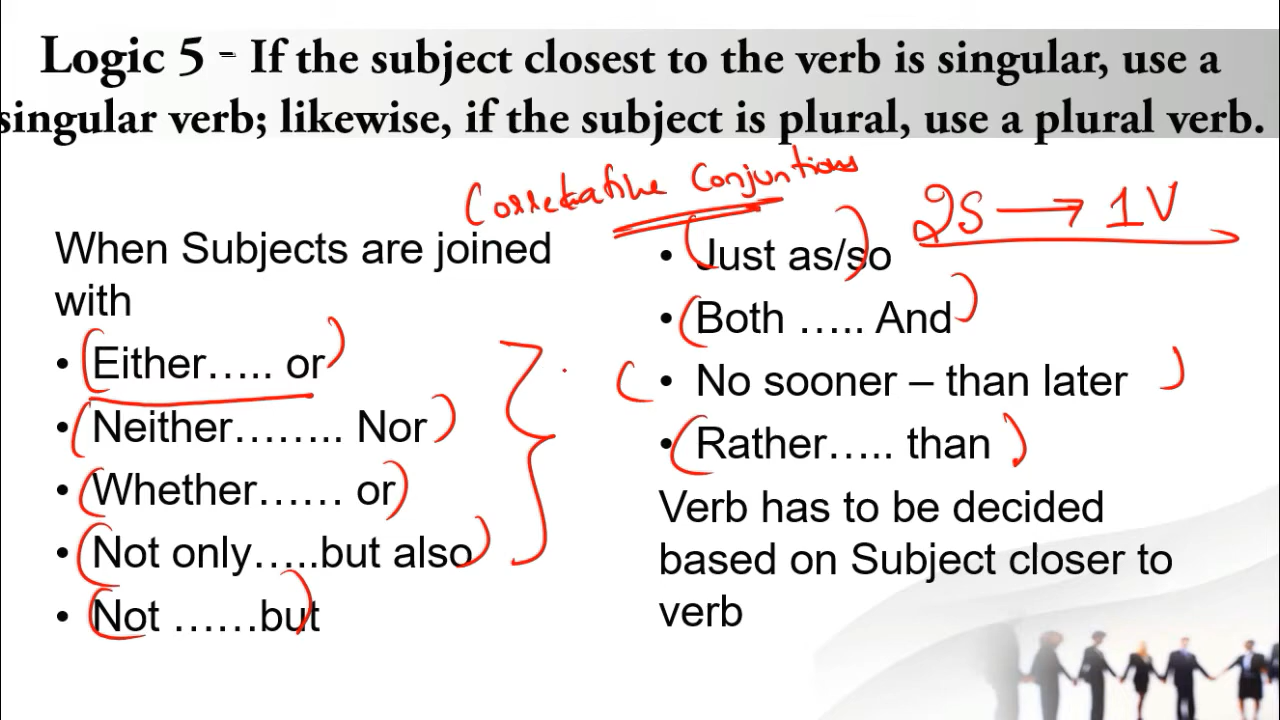 Logic 5 - If the subject closest to the verb is singular, use a
singular verb; likewise, if the subject is plural, use a plural verb.
Correlative Conjuntions
2S → 1V
When Subjects are joined
with
• Either….. or
• Neither…….. Nor
• Whether…… or
• Not only…..but also
• Not ……but
• Just as/so
• Both ….. And
• No sooner – than later
• Rather….. than
Verb has to be decided
based on Subject closer to
verb